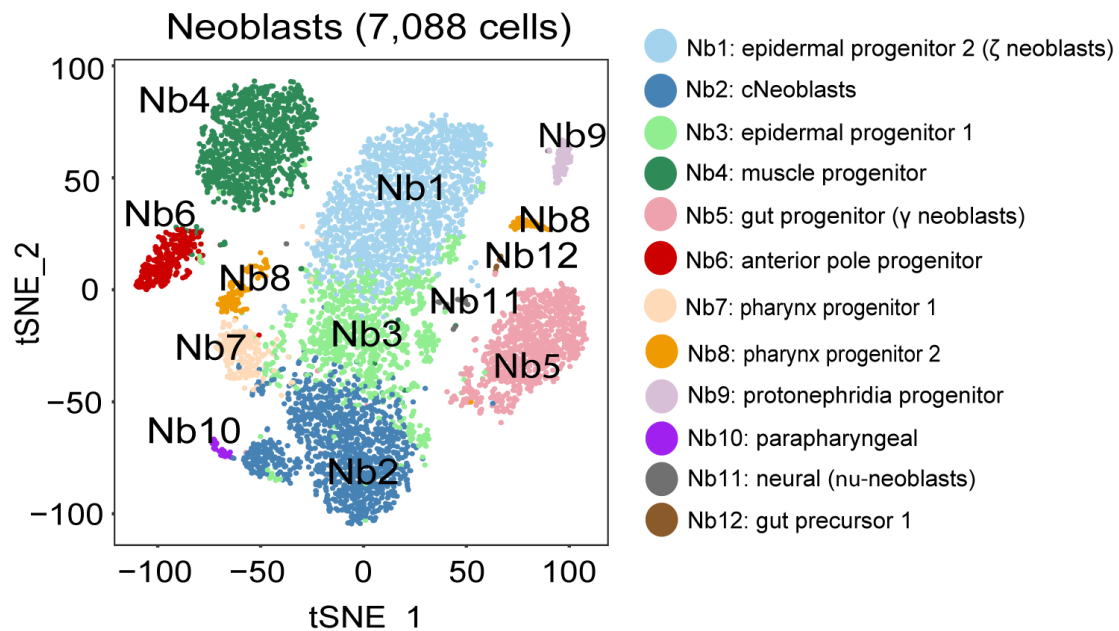 Neoblasts (7,088 cells)
100
50
0
−50
−100
tSNE_2
−100
−50
0
50
100
tSNE_1
Nb4
Nb9
Nb1
Nb6
Nb8
Nb12
Nb8
Nb11
Nb3
Nb7
Nb5
Nb10
Nb2
Nb1: epidermal progenitor 2 (ζ neoblasts)
Nb2: cNeoblasts
Nb3: epidermal progenitor 1
Nb4: muscle progenitor
Nb5: gut progenitor (γ neoblasts)
Nb6: anterior pole progenitor
Nb7: pharynx progenitor 1
Nb8: pharynx progenitor 2
Nb9: protonephridia progenitor
Nb10: parapharyngeal
Nb11: neural (nu-neoblasts)
Nb12: gut precursor 1